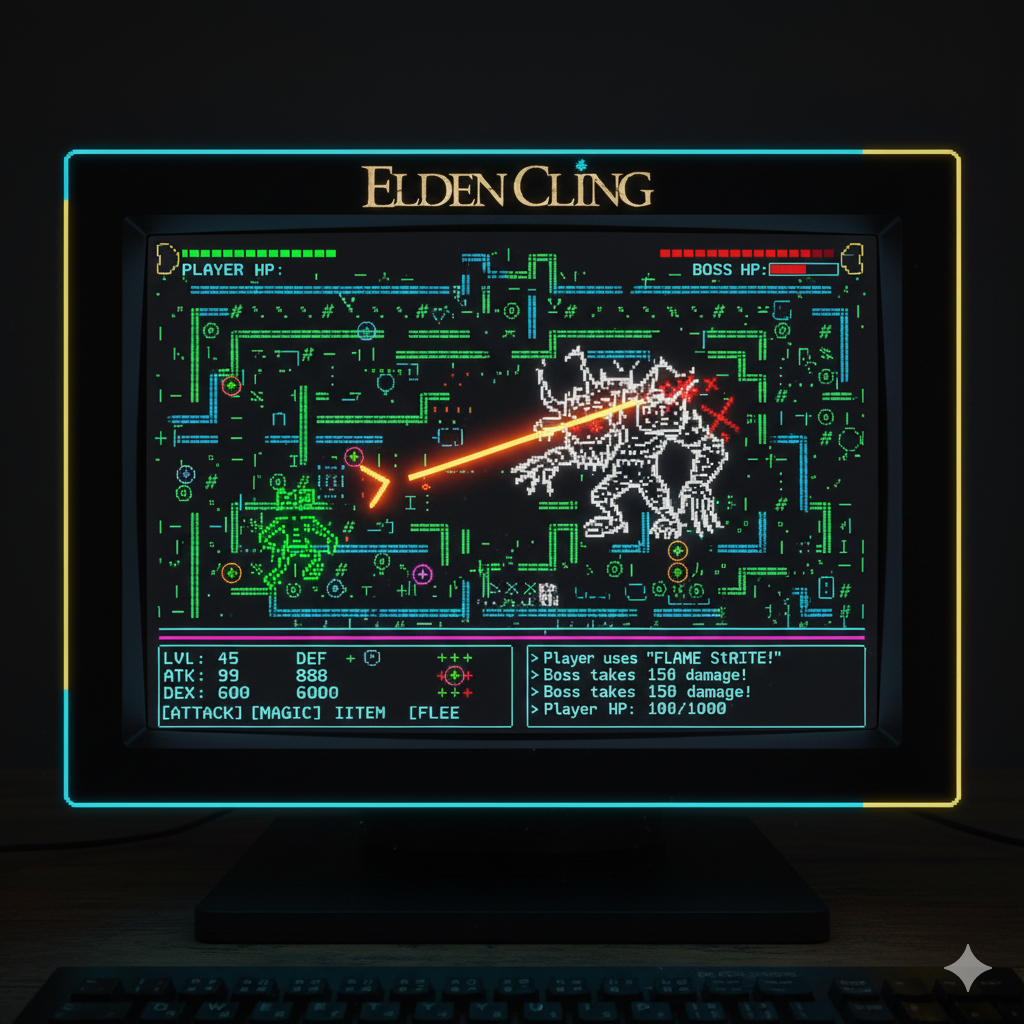 ELDEN CLING
PLAYER HP:
BOSS HP:
LVL: 45 DEF
ATK: 99 888
DEX: 600 6000
[ATTACK] [MAGIC] IITEM [FLEE
> Player uses "FLAME StRITE!"
> Boss takes 150 damage!
> Boss takes 150 damage!
> Player HP: 100/1000